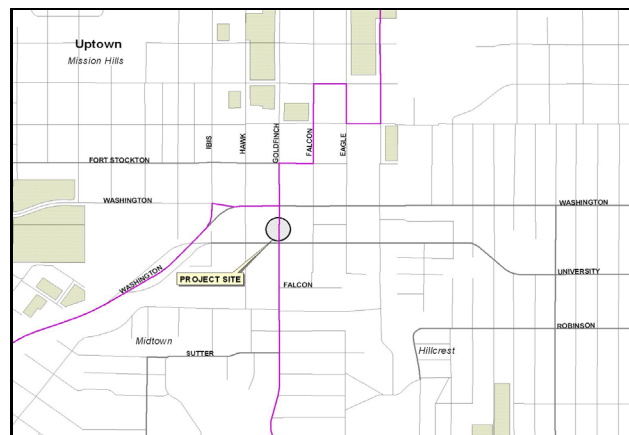 Uptown
Mission Hills
IBIS
HAWK
GOLDFINCH
FALCON
EAGLE
FORT STOCKTON
WASHINGTON
WASHINGTON
WASHINGTON
UNIVERSITY
PROJECT SITE
FALCON
ROBINSON
Midtown
SUTTER
Hillcrest